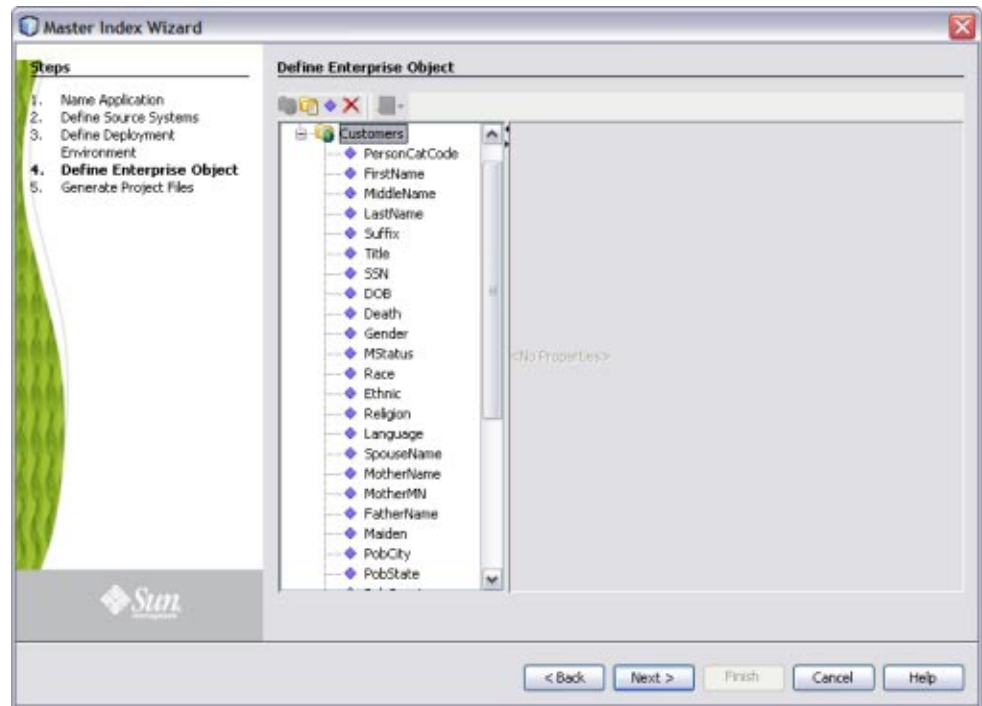 Master Index Wizard
Steps
1. Name Application
2. Define Source Systems
3. Define Deployment
Environment
4. Define Enterprise Object
5. Generate Project Files
Sun
Define Enterprise Object
Customers
PersonCatCode
FirstName
MiddleName
LastName
Suffix
Title
SSN
DOB
Death
Gender
MStatus
Race
Ethnic
Religion
Language
SpouseName
MotherName
MotherMN
FatherName
Maiden
PobCity
PobState
<No Properties>
< Back
Next >
Finish
Cancel
Help